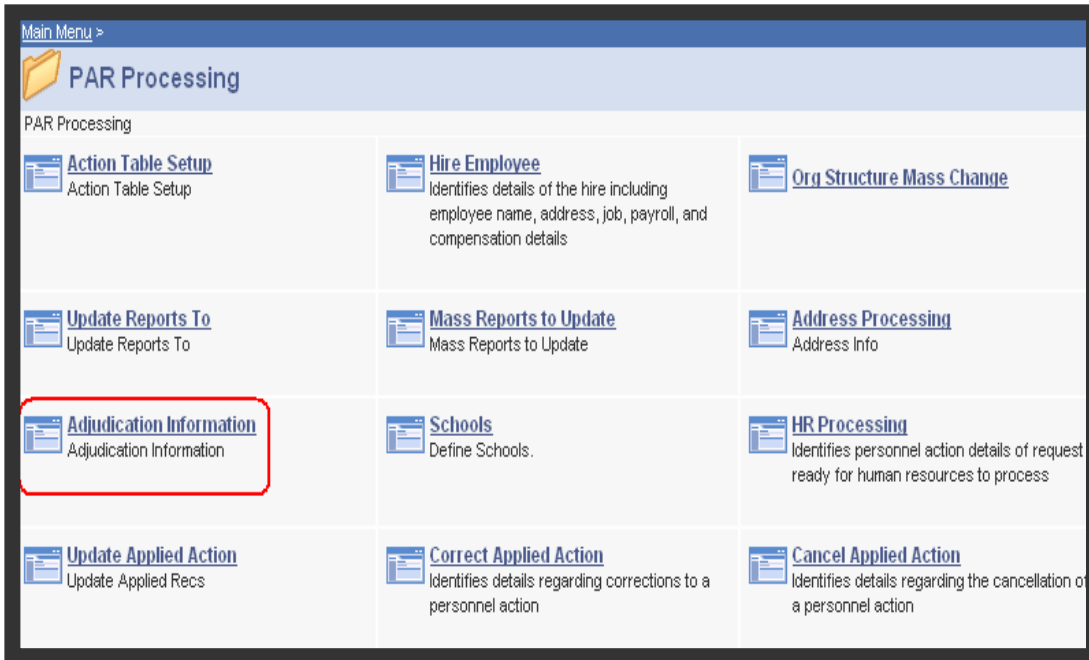 Main Menu >
PAR Processing
PAR Processing
Action Table Setup
Action Table Setup
Hire Employee
Identifies details of the hire including
employee name, address, job, payroll, and
compensation details
Org Structure Mass Change
Update Reports To
Update Reports To
Mass Reports to Update
Mass Reports to Update
Address Processing
Address Info
Adjudication Information
Adjudication Information
Schools
Define Schools.
HR Processing
Identifies personnel action details of request
ready for human resources to process
Update Applied Action
Update Applied Recs
Correct Applied Action
Identifies details regarding corrections to a
personnel action
Cancel Applied Action
Identifies details regarding the cancellation of
a personnel action